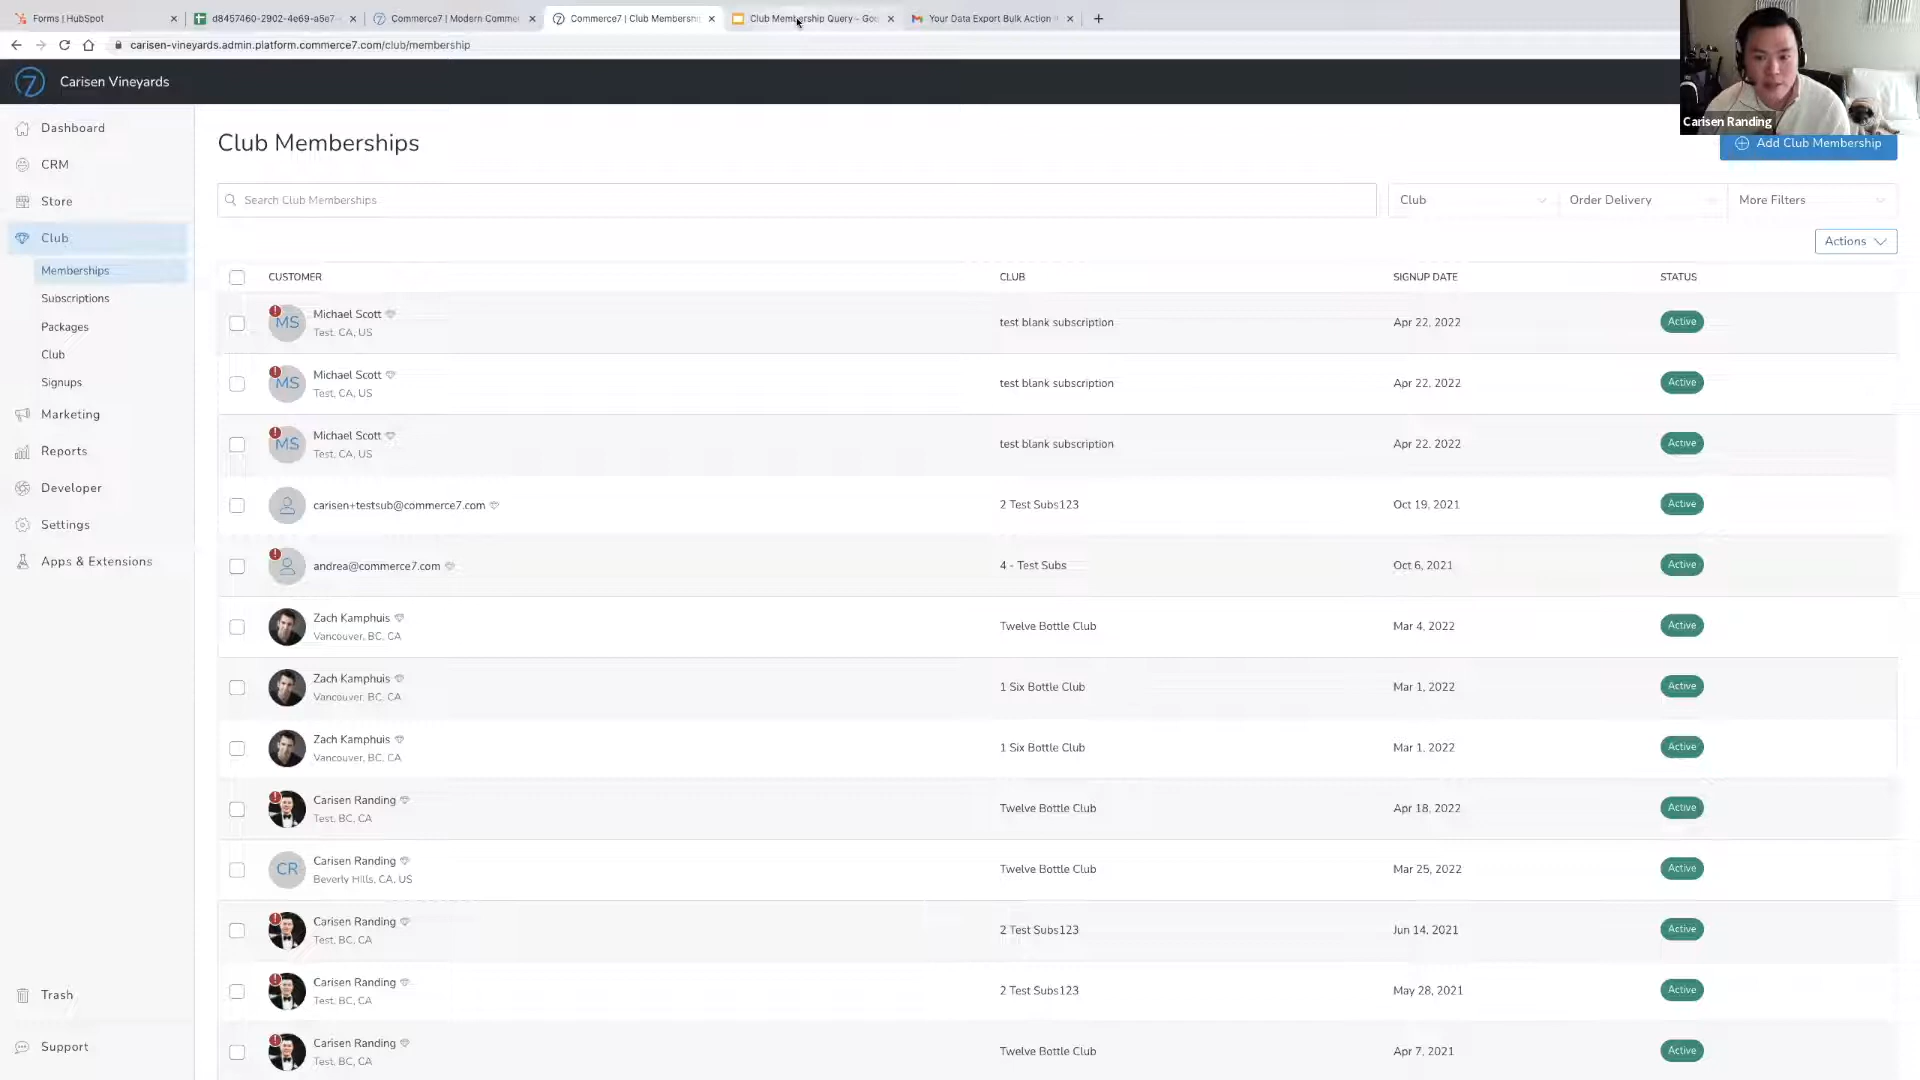 Forms | HubSpot
d8457460-2902-4e69-a5e7-
Commerce7 | Modern Commer
Commerce7 | Club Membersh
Club Membership Query - Goo
Your Data Export Bulk Action
carisen-vineyards.admin.platform.commerce7.com/club/membership
Carisen Vineyards
Carisen Randing
Dashboard
CRM
Store
Club
Memberships
Subscriptions
Packages
Club
Signups
Marketing
Reports
Developer
Settings
Apps & Extensions
Trash
Support
Club Memberships
Add Club Membership
Search Club Memberships
Club
Order Delivery
More Filters
Actions
CUSTOMER CLUB SIGNUP DATE STATUS
MS Michael Scott test blank subscription Apr 22, 2022 Active
Test, CA, US
MS Michael Scott test blank subscription Apr 22, 2022 Active
Test, CA, US
MS Michael Scott test blank subscription Apr 22, 2022 Active
Test, CA, US
carisen+testsub@commerce7.com 2 Test Subs123 Oct 19, 2021 Active
andrea@commerce7.com 4 - Test Subs Oct 6, 2021 Active
Zach Kamphuis Twelve Bottle Club Mar 4, 2022 Active
Vancouver, BC, CA
Zach Kamphuis 1 Six Bottle Club Mar 1, 2022 Active
Vancouver, BC, CA
Zach Kamphuis 1 Six Bottle Club Mar 1, 2022 Active
Vancouver, BC, CA
Carisen Randing Twelve Bottle Club Apr 18, 2022 Active
Test, BC, CA
CR Carisen Randing Twelve Bottle Club Mar 25, 2022 Active
Beverly Hills, CA, US
Carisen Randing 2 Test Subs123 Jun 14, 2021 Active
Test, BC, CA
Carisen Randing 2 Test Subs123 May 28, 2021 Active
Test, BC, CA
Carisen Randing Twelve Bottle Club Apr 7, 2021 Active
Test, BC, CA